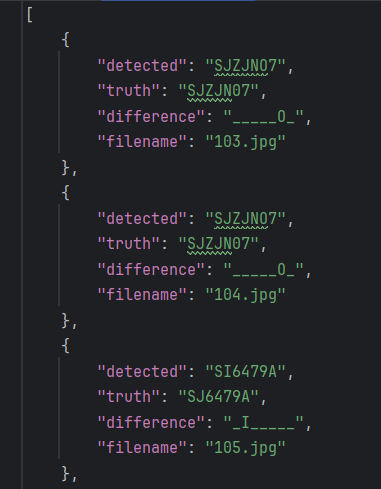 [
{
"detected": "SJZJNO7",
"truth": "SJZJN07",
"difference": "_____O_",
"filename": "103.jpg"
},
{
"detected": "SJZJNO7",
"truth": "SJZJN07",
"difference": "_____O_",
"filename": "104.jpg"
},
{
"detected": "SI6479A",
"truth": "SJ6479A",
"difference": "_I_____",
"filename": "105.jpg"
},